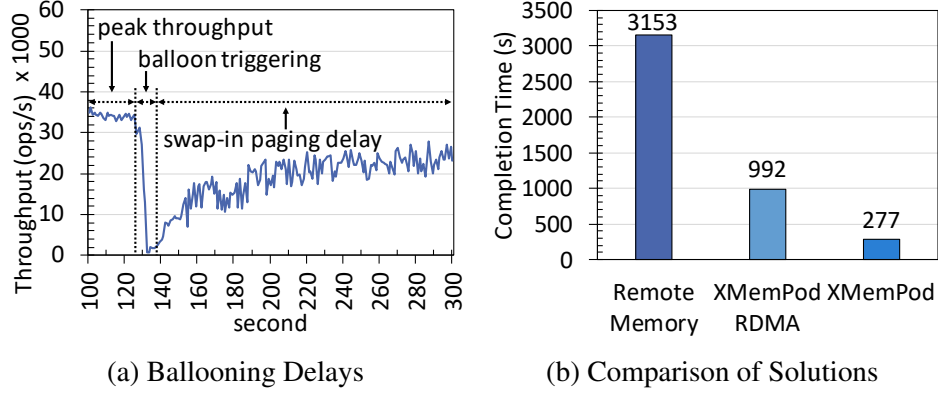 Throughput (ops/s) x 1000
60
50
40
30
20
10
0
peak throughput
balloon triggering
swap-in paging delay
100
120
140
160
180
200
220
240
260
280
300
second
(a) Ballooning Delays
Completion Time (s)
3500
3000
2500
2000
1500
1000
500
0
3153
992
277
Remote
Memory
XMemPod
RDMA
XMemPod
(b) Comparison of Solutions